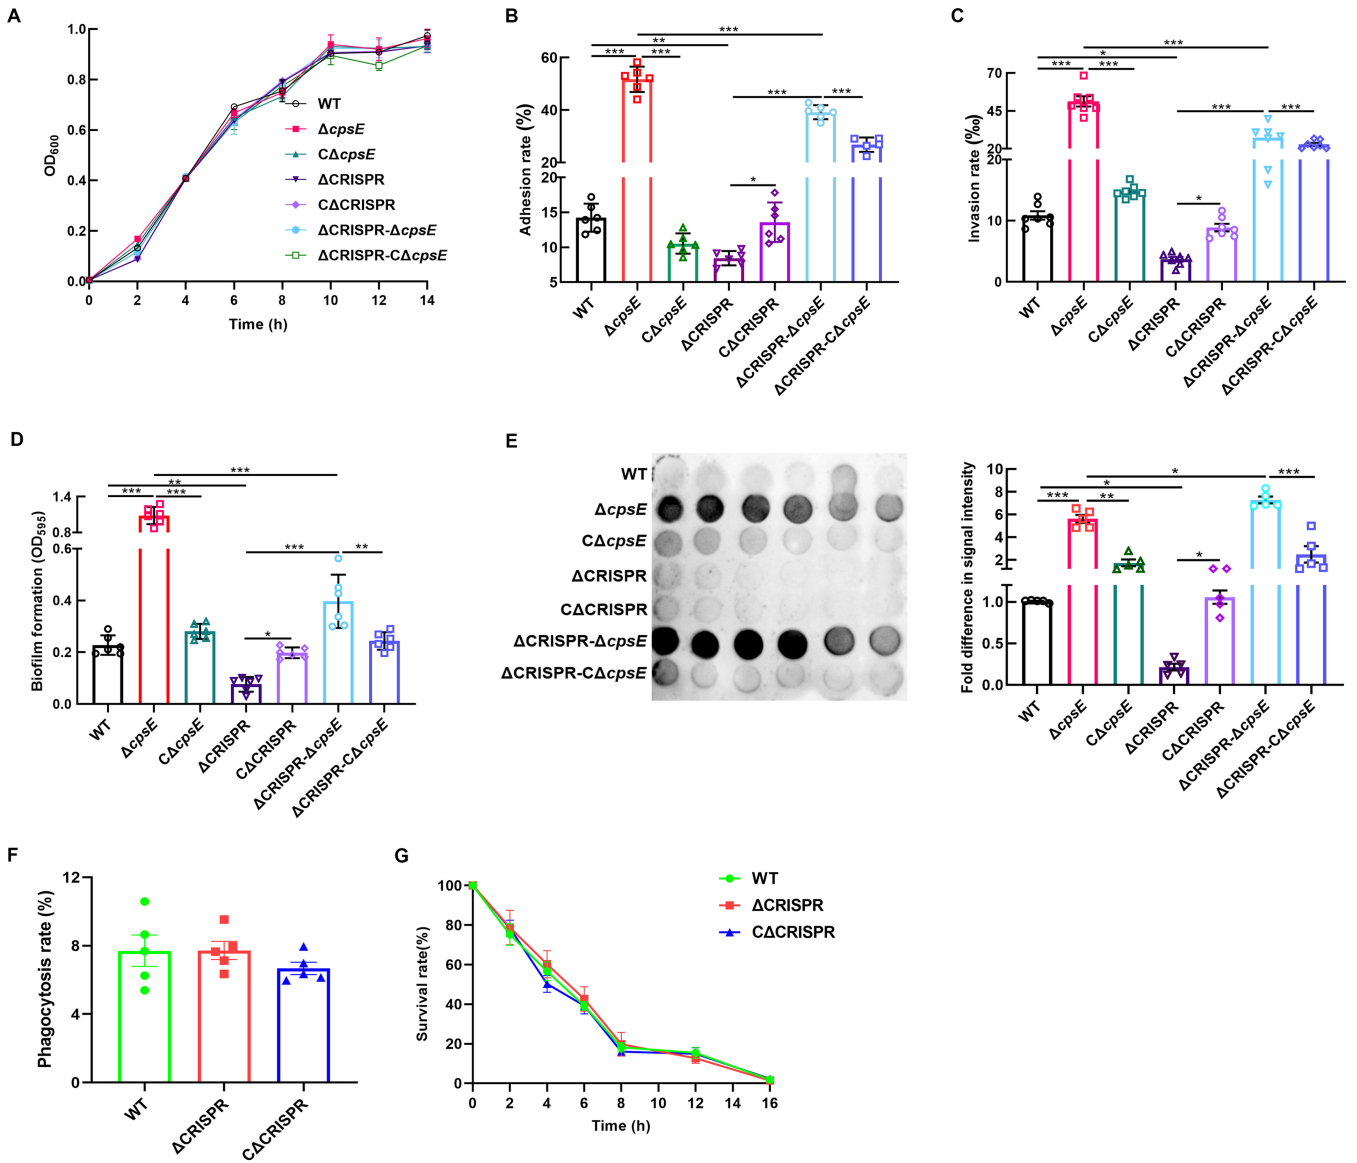 A
OD600
1.0
0.8
0.6
0.4
0.2
0.0
0 2 4 6 8 10 12 14
Time (h)
WT
ΔcpsE
CΔcpsE
ΔCRISPR
CΔCRISPR
ΔCRISPR-ΔcpsE
ΔCRISPR-CΔcpsE
B
Adhesion rate (%)
***
**
*** ***
*** ***
*
60
40
20
20
15
10
5
WT
ΔcpsE
CΔcpsE
ΔCRISPR
CΔCRISPR
ΔCRISPR-ΔcpsE
ΔCRISPR-CΔcpsE
C
Invasion rate (‰)
***
*
*** ***
*** ***
*
70
45
20
20
10
0
WT
ΔcpsE
CΔcpsE
ΔCRISPR
CΔCRISPR
ΔCRISPR-ΔcpsE
ΔCRISPR-CΔcpsE
D
Biofilm formation (OD595)
***
**
*** ***
*** **
*
1.4
0.8
0.6
0.4
0.2
0.0
WT
ΔcpsE
CΔcpsE
ΔCRISPR
CΔCRISPR
ΔCRISPR-ΔcpsE
ΔCRISPR-CΔcpsE
E
WT
ΔcpsE
CΔcpsE
ΔCRISPR
CΔCRISPR
ΔCRISPR-ΔcpsE
ΔCRISPR-CΔcpsE
Fold difference in signal intensity
* ***
*
*** **
*
10
8
6
4
2
1.0
0.5
0.0
WT
ΔcpsE
CΔcpsE
ΔCRISPR
CΔCRISPR
ΔCRISPR-ΔcpsE
ΔCRISPR-CΔcpsE
F
Phagocytosis rate (%)
12
8
4
0
WT
ΔCRISPR
CΔCRISPR
G
Survival rate(%)
100
80
60
40
20
0
0 2 4 6 8 10 12 0 14 16
Time (h)
WT
ΔCRISPR
CΔCRISPR